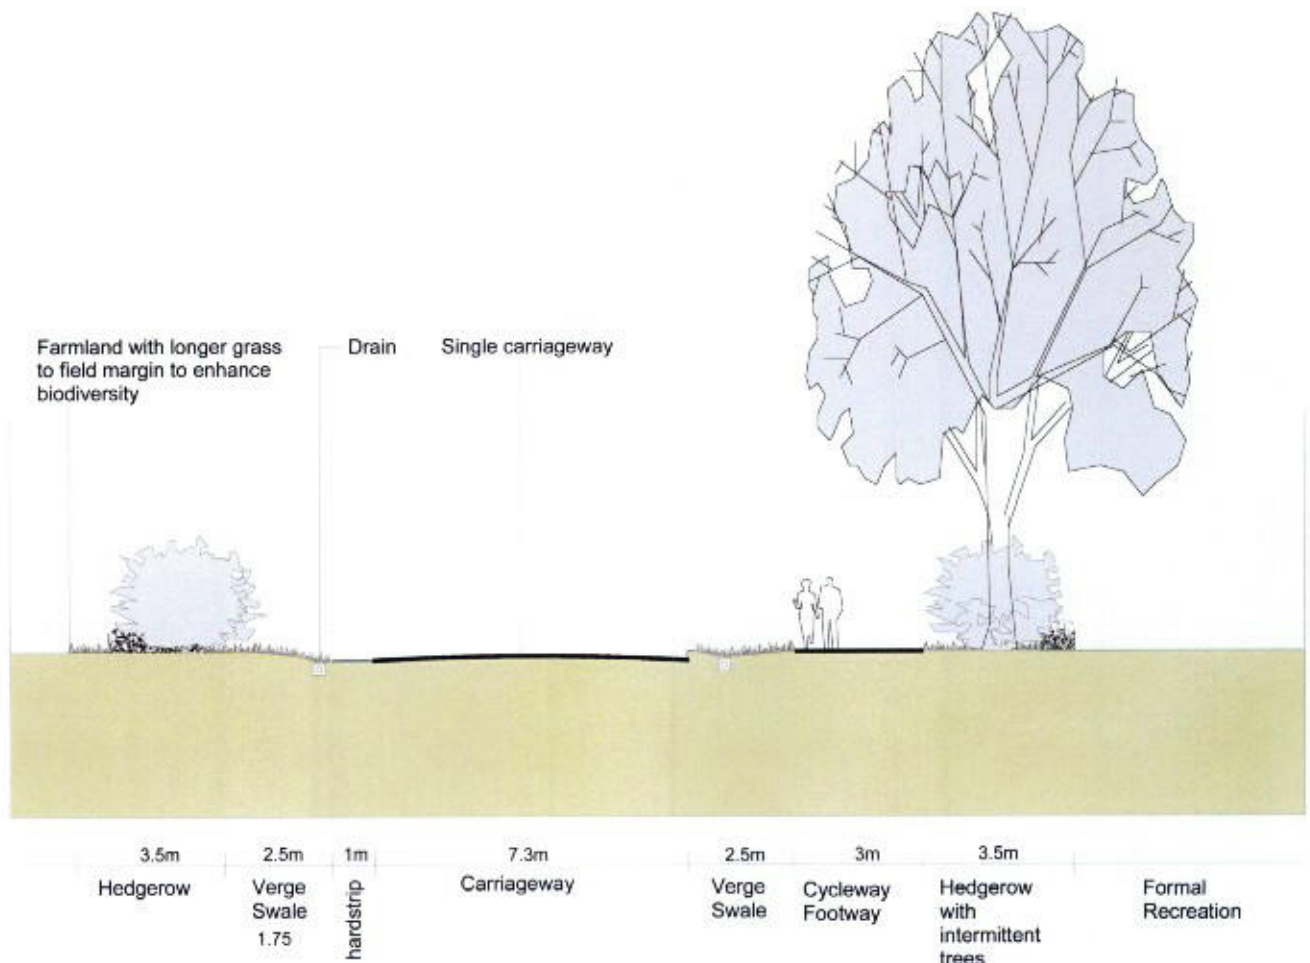 Farmland with longer grass
to field margin to enhance
biodiversity
Drain
Single carriageway
3.5m
2.5m
1m
7.3m
2.5m
3m
3.5m
Hedgerow
Verge
Swale
1.75
hardstrip
Carriageway
Verge
Swale
Cycleway
Footway
Hedgerow
with
intermittent
trees
Formal
Recreation